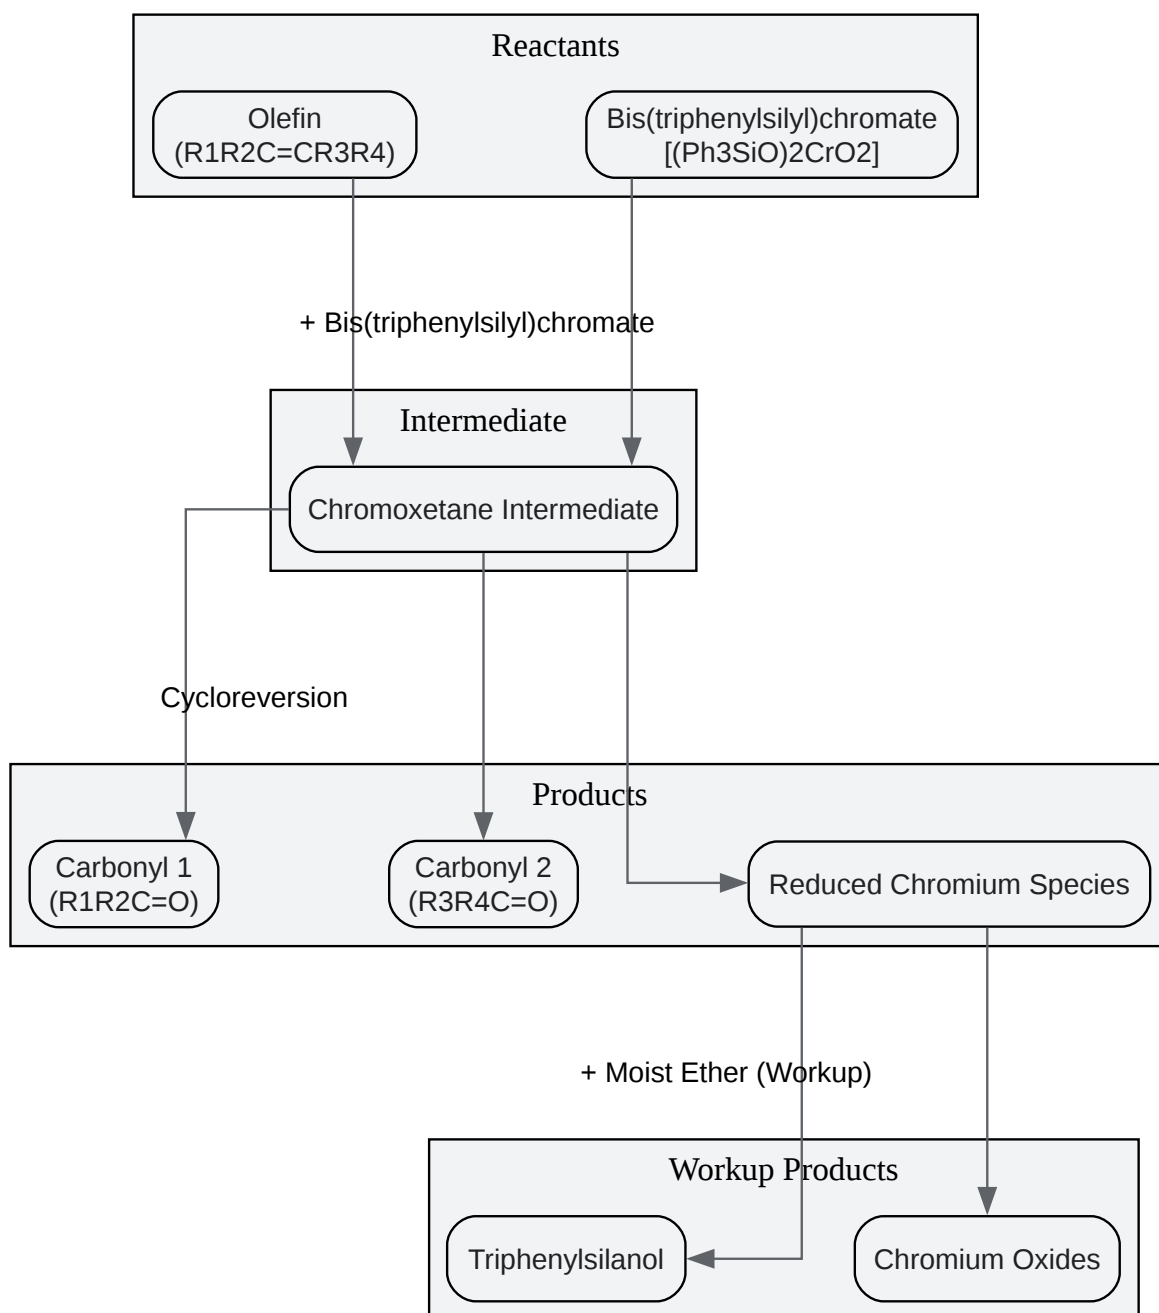 Reactants
Olefin
(R1R2C=CR3R4)
Bis(triphenylsilyl)chromate
[(Ph3SiO)2CrO2]
+ Bis(triphenylsilyl)chromate
Intermediate
Chromoxetane Intermediate
Cycloreversion
Products
Carbonyl 1
(R1R2C=O)
Carbonyl 2
(R3R4C=O)
Reduced Chromium Species
+ Moist Ether (Workup)
Workup Products
Triphenylsilanol
Chromium Oxides